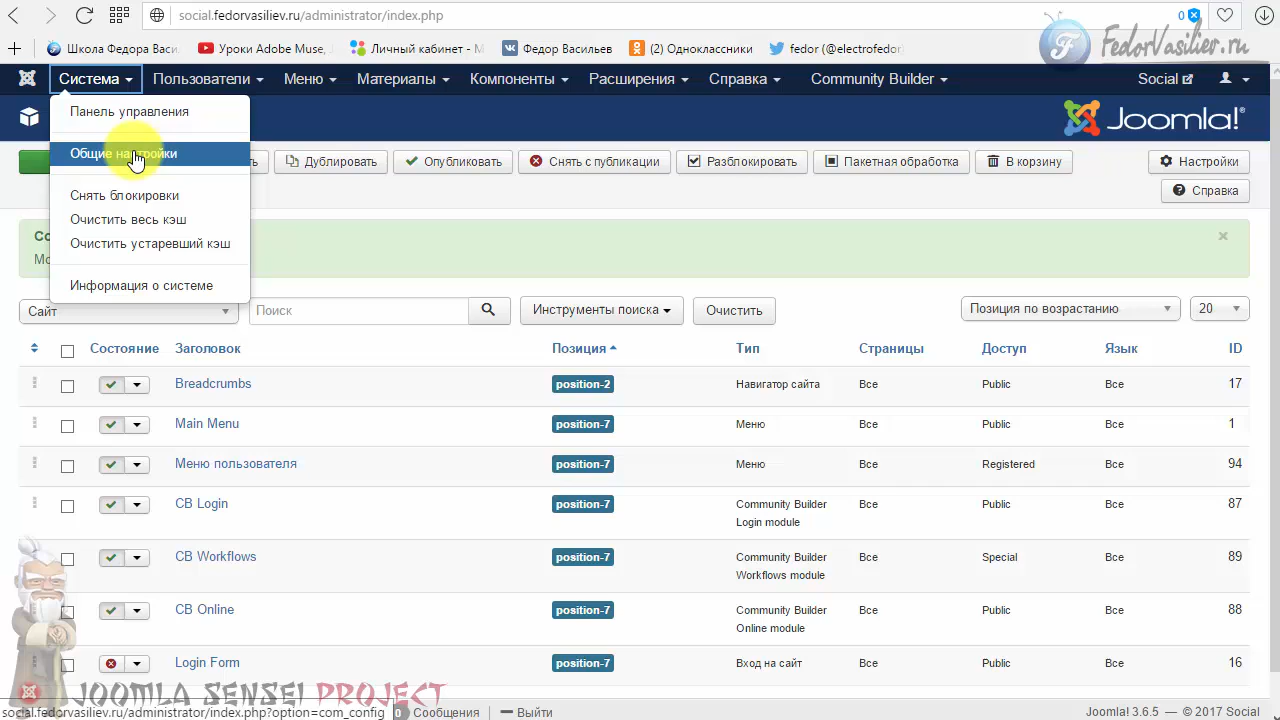 social.fedorvasiliev.ru/administrator/index.php
0
Школа Федора Васи.
Уроки Adobe Muse,
Личный кабинет - М
Федор Васильев
(2) Одноклассники
fedor (@electrofedor
FedorVasilier.ru
Система
Пользователи
Меню
Материалы
Компоненты
Расширения
Справка
Community Builder
Social
Панель управления
Joomla!®
Общие настройки
Дублировать
Опубликовать
Снять с публикации
Разблокировать
Пакетная обработка
В корзину
Настройки
Снять блокировки
Справка
Очистить весь кэш
Очистить устаревший кэш
Информация о системе
Сайт
Поиск
Инструменты поиска
Очистить
Позиция по возрастанию
20
Состояние
Заголовок
Позиция
Тип
Страницы
Доступ
Язык
ID
Breadcrumbs
position-2
Навигатор сайта
Все
Public
Все
17
Main Menu
position-7
Меню
Все
Public
Все
1
Меню пользователя
position-7
Меню
Все
Registered
Все
94
CB Login
position-7
Community Builder
Login module
Все
Public
Все
87
CB Workflows
position-7
Community Builder
Workflows module
Все
Special
Все
89
CB Online
position-7
Community Builder
Online module
Все
Public
Все
88
Login Form
position-7
Вход на сайт
Все
Public
Все
16
JOOMLA SENSEI PROJECT
social.fedorvasiliev.ru/administrator/index.php?option=com_config
0 Сообщения
Выйти
Joomla! 3.6.5 — © 2017 Social